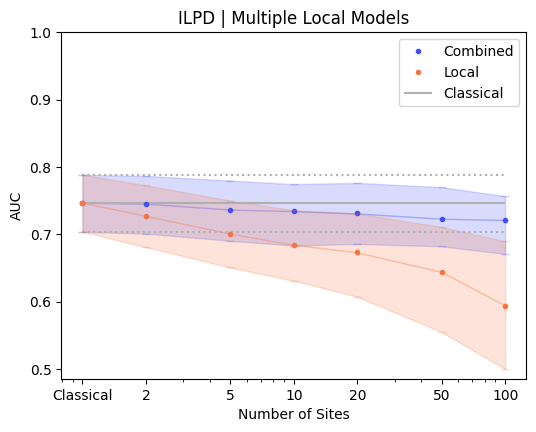 ILPD | Multiple Local Models
Combined
Local
Classical
AUC
1.0
0.9
0.8
0.7
0.6
0.5
Classical 2 5 10 20 50 100
Number of Sites